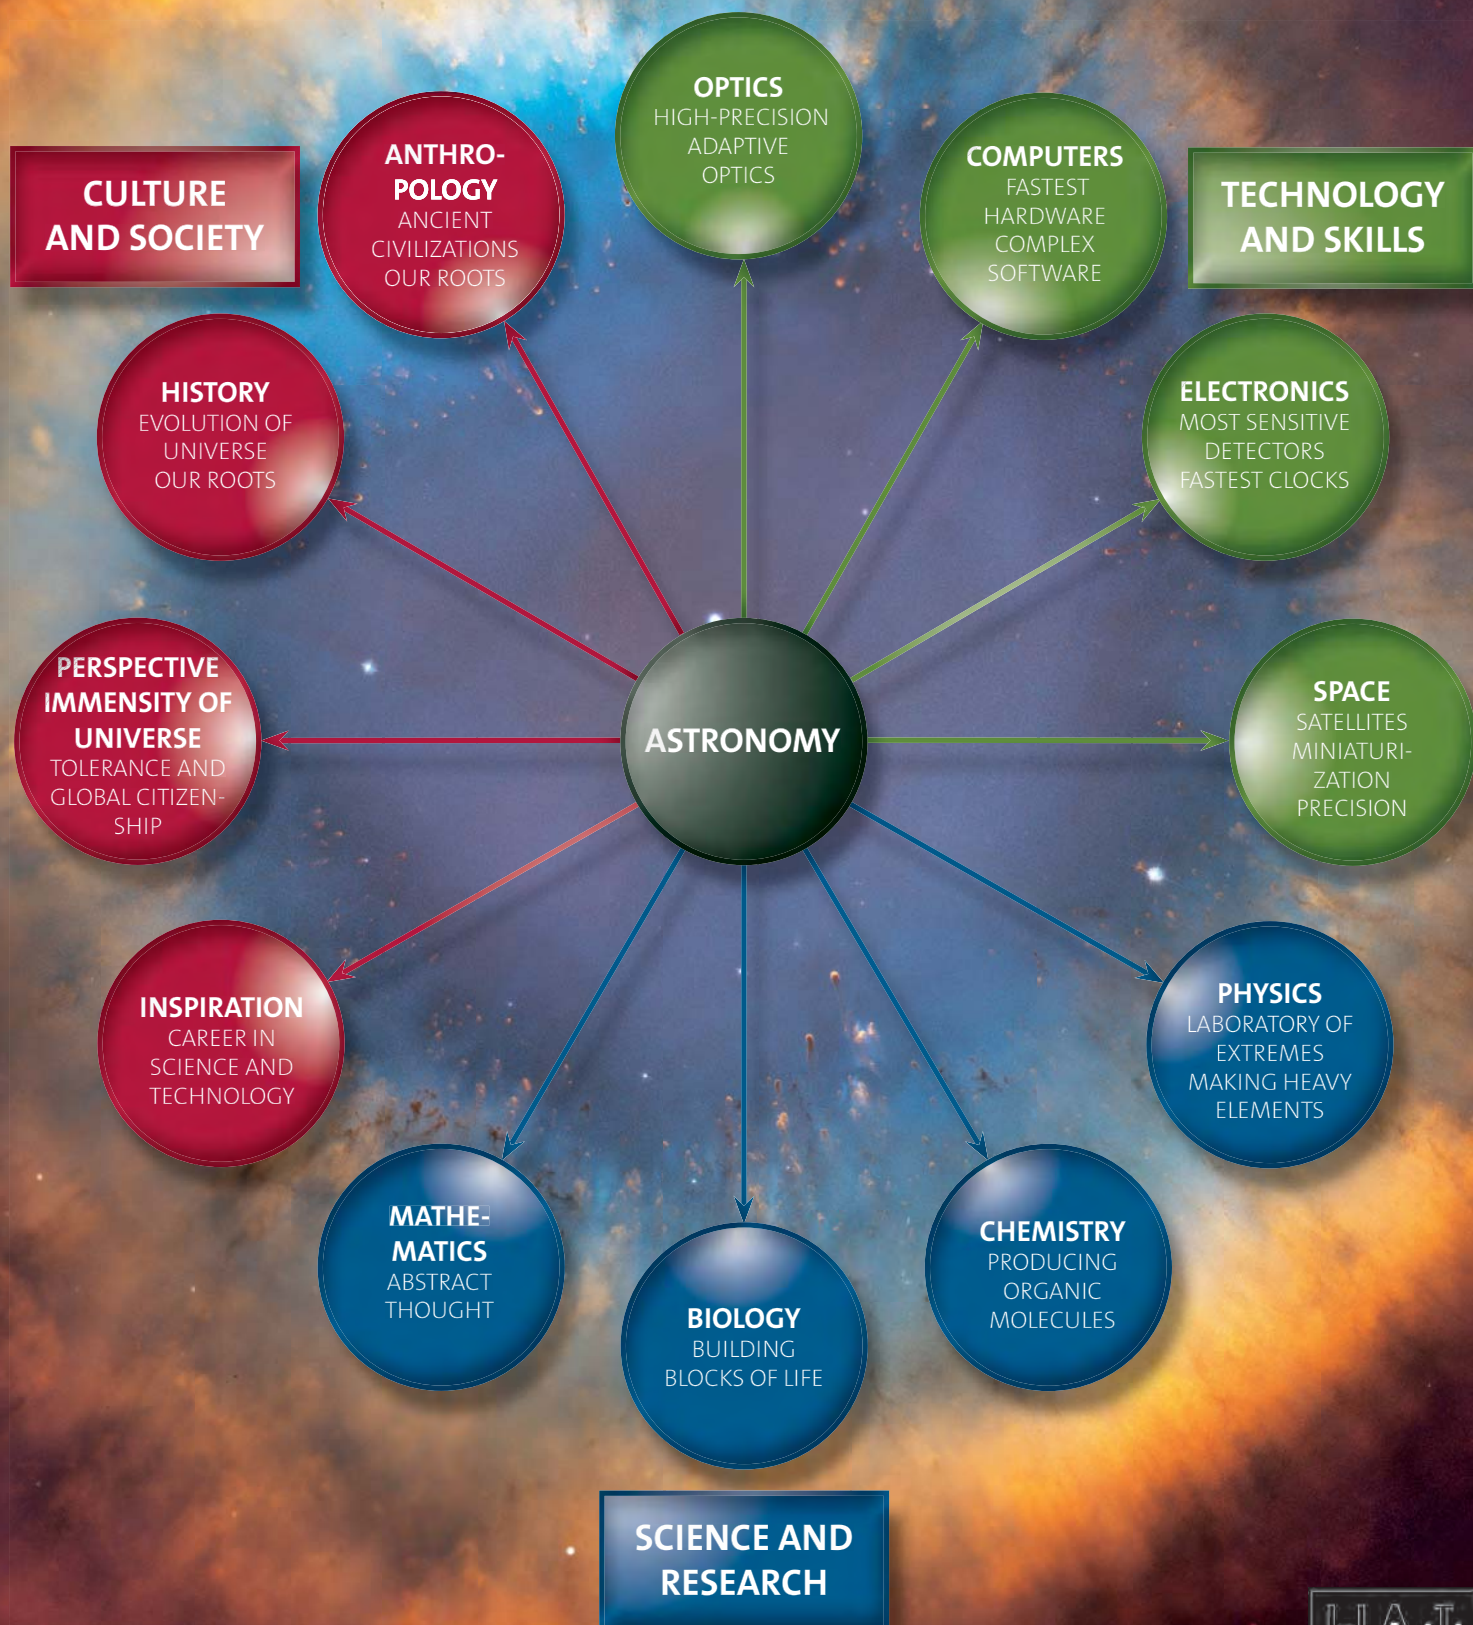 OPTICS
HIGH-PRECISION
ADAPTIVE
OPTICS
ANTHRO-
POLOGY
ANCIENT
CIVILIZATIONS
OUR ROOTS
COMPUTERS
FASTEST
HARDWARE
COMPLEX
SOFTWARE
CULTURE
AND SOCIETY
TECHNOLOGY
AND SKILLS
HISTORY
EVOLUTION OF
UNIVERSE
OUR ROOTS
ELECTRONICS
MOST SENSITIVE
DETECTORS
FASTEST CLOCKS
PERSPECTIVE
IMMENSITY OF
UNIVERSE
TOLERANCE AND
GLOBAL CITIZEN-
SHIP
ASTRONOMY
SPACE
SATELLITES
MINIATURI-
ZATION
PRECISION
INSPIRATION
CAREER IN
SCIENCE AND
TECHNOLOGY
PHYSICS
LABORATORY OF
EXTREMES
MAKING HEAVY
ELEMENTS
MATHE-
MATICS
ABSTRACT
THOUGHT
BIOLOGY
BUILDING
BLOCKS OF LIFE
CHEMISTRY
PRODUCING
ORGANIC
MOLECULES
SCIENCE AND
RESEARCH